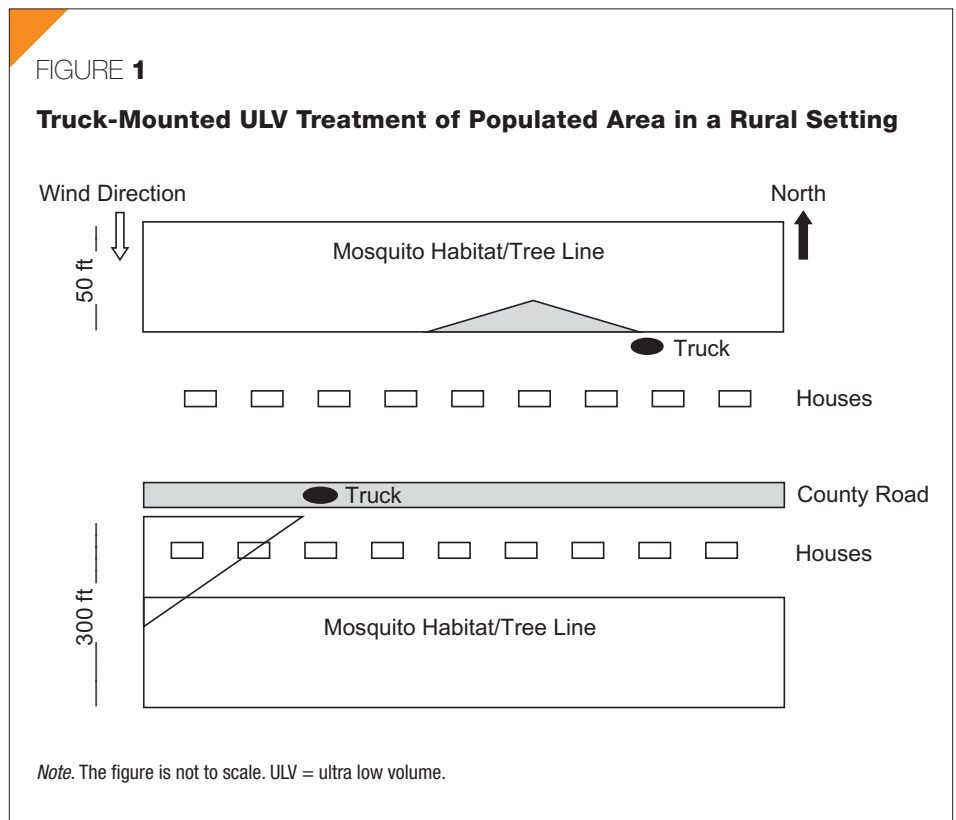 FIGURE 1
Truck-Mounted ULV Treatment of Populated Area in a Rural Setting
Wind Direction
North
50 ft
Mosquito Habitat/Tree Line
Truck
Houses
Truck
County Road
Houses
300 ft
Mosquito Habitat/Tree Line
Note. The figure is not to scale. ULV = ultra low volume.